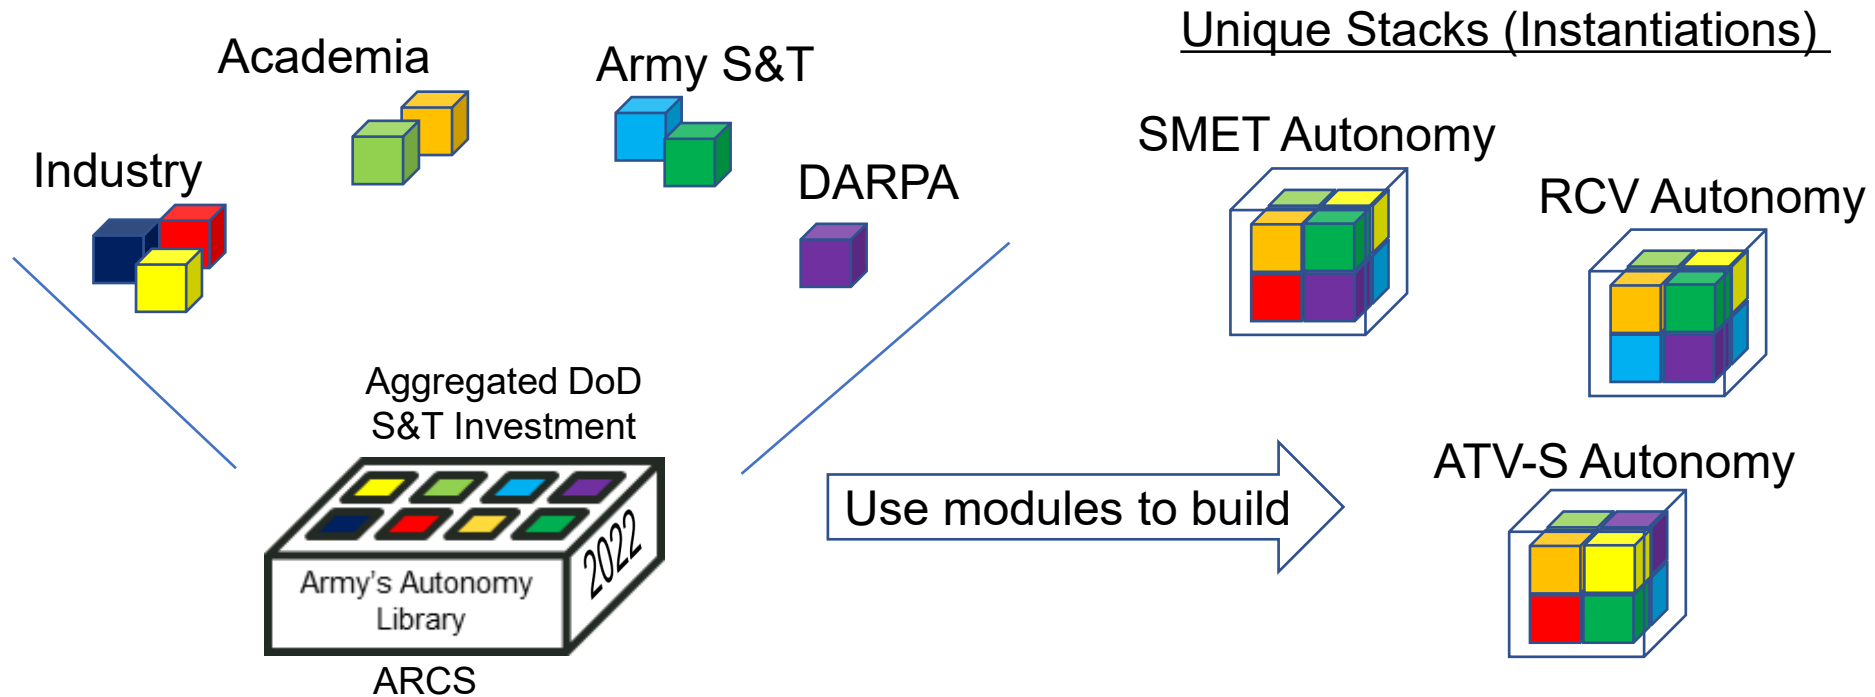 Unique Stacks (Instantiations)
Academia
Army S&T
Industry
DARPA
SMET Autonomy
RCV Autonomy
Aggregated DoD
S&T Investment
ATV-S Autonomy
Use modules to build
2022
Army's Autonomy
Library
ARCS